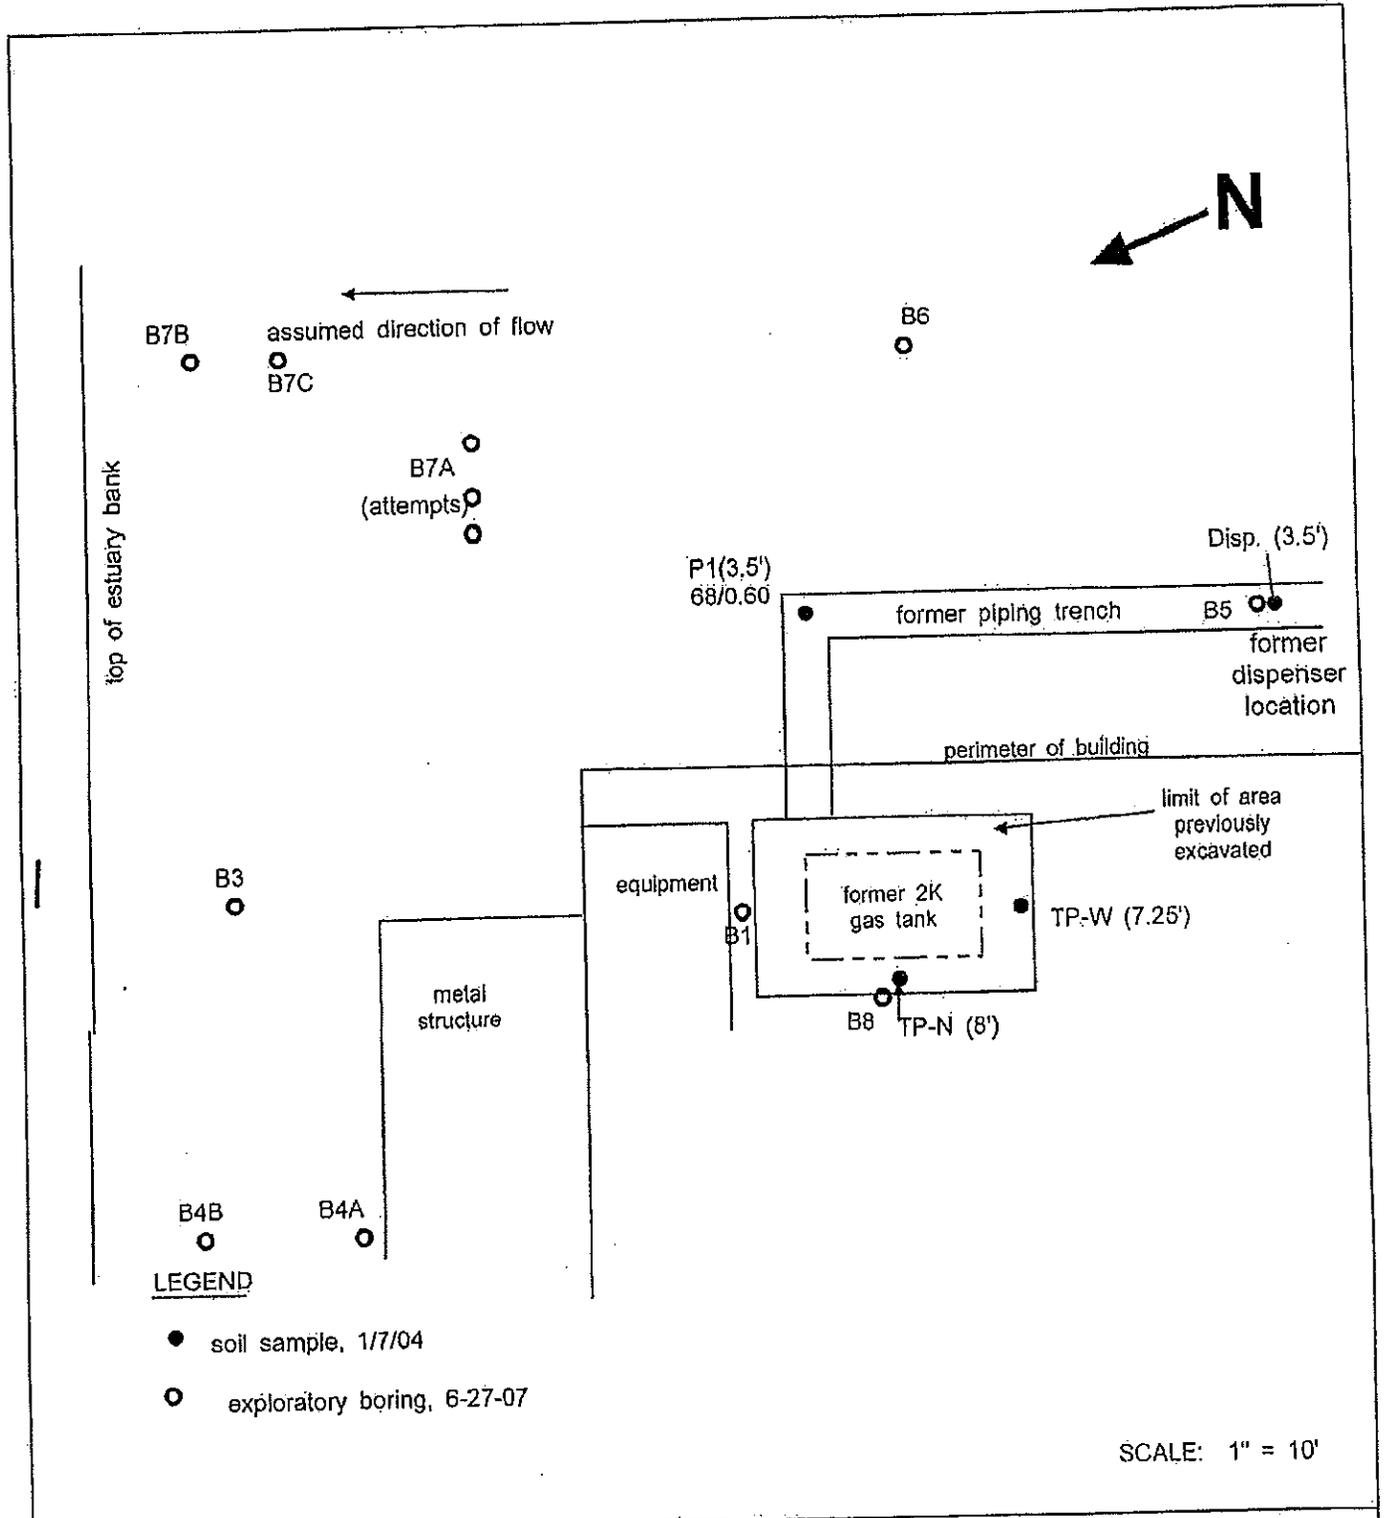 N
B6
B7B
assumed direction of flow
B7C
B7A
(attempts)
top of estuary bank
Disp. (3.5')
P1(3.5')
68/0.60
former piping trench
B5
former
dispenser
location
perimeter of building
limit of area
previously
excavated
B3
equipment
former 2K
gas tank
B1
TP-W (7.25')
metal
structure
B8
TP-N (8')
B4B
B4A
LEGEND
soil sample, 1/7/04
exploratory boring, 6-27-07
SCALE: 1" = 10'